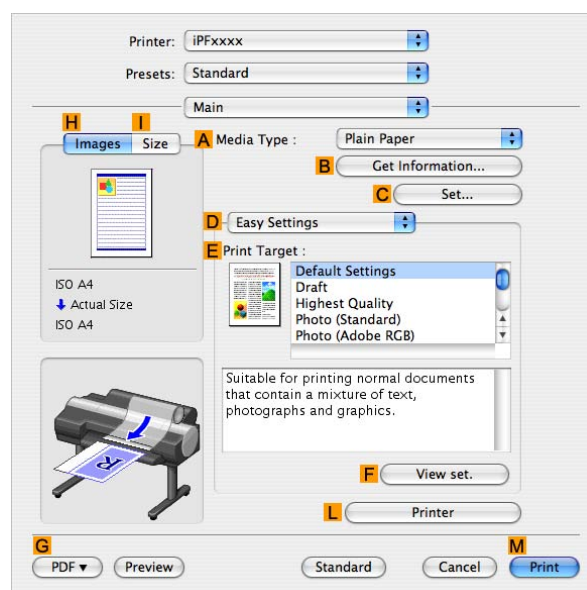 Printer: iPFxxxx
Presets: Standard
Main
H I
Images Size
A Media Type : Plain Paper
B Get Information...
C Set...
D Easy Settings
E Print Target :
Default Settings
Draft
Highest Quality
Photo (Standard)
Photo (Adobe RGB)
ISO A4
Actual Size
ISO A4
Suitable for printing normal documents
that contain a mixture of text,
photographs and graphics.
R
F View set.
L Printer
G M
PDF Preview Standard Cancel Print